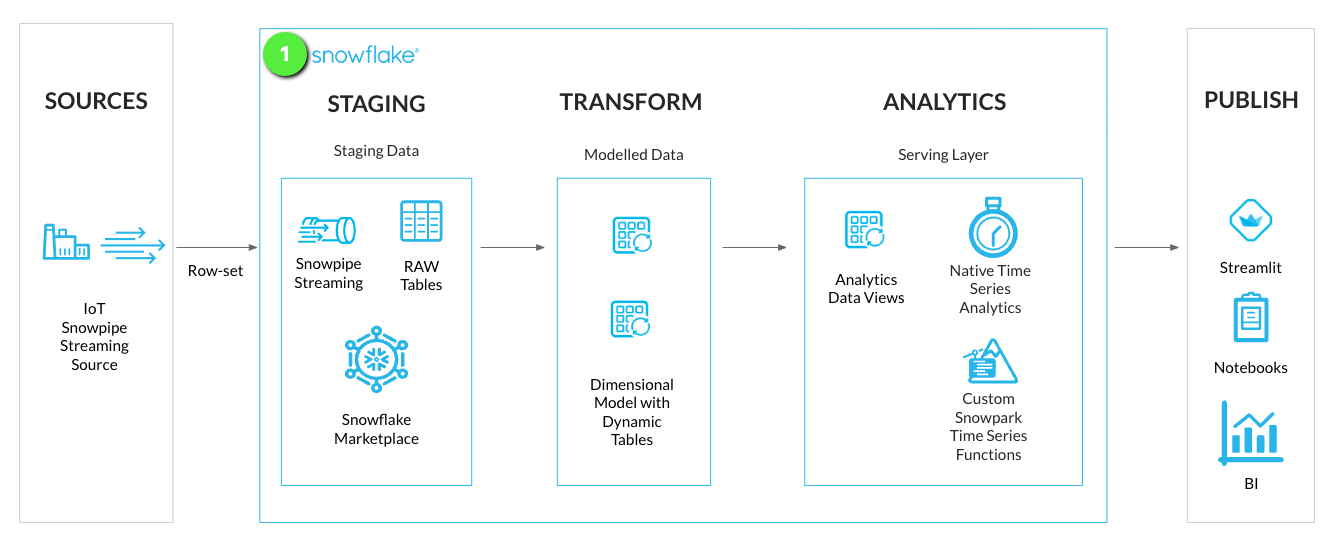 SOURCES
IoT
Snowpipe
Streaming
Source
Row-set
1
snowflake®
STAGING
Staging Data
Snowpipe
Streaming
RAW
Tables
Snowflake
Marketplace
TRANSFORM
Modelled Data
Dimensional
Model with
Dynamic
Tables
ANALYTICS
Serving Layer
Analytics
Data Views
Native Time
Series
Analytics
Custom
Snowpark
Time Series
Functions
PUBLISH
Streamlit
Notebooks
BI